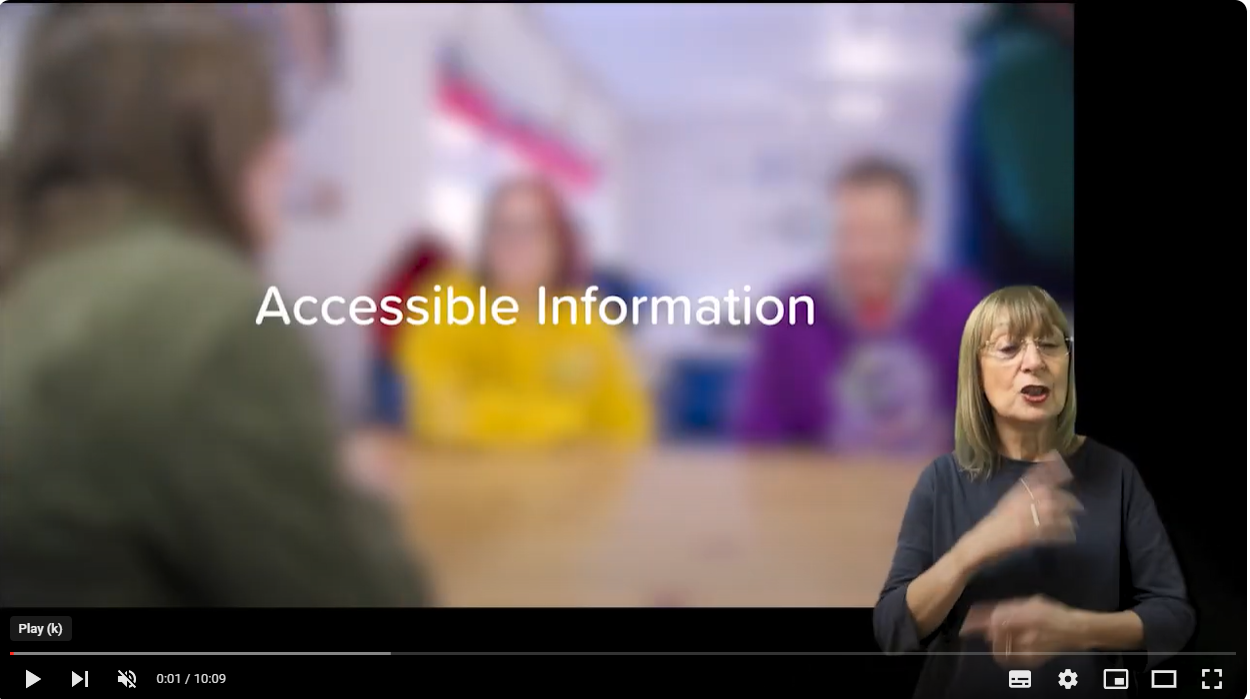 Accessible Information
Play (k)
0:01 / 10:09